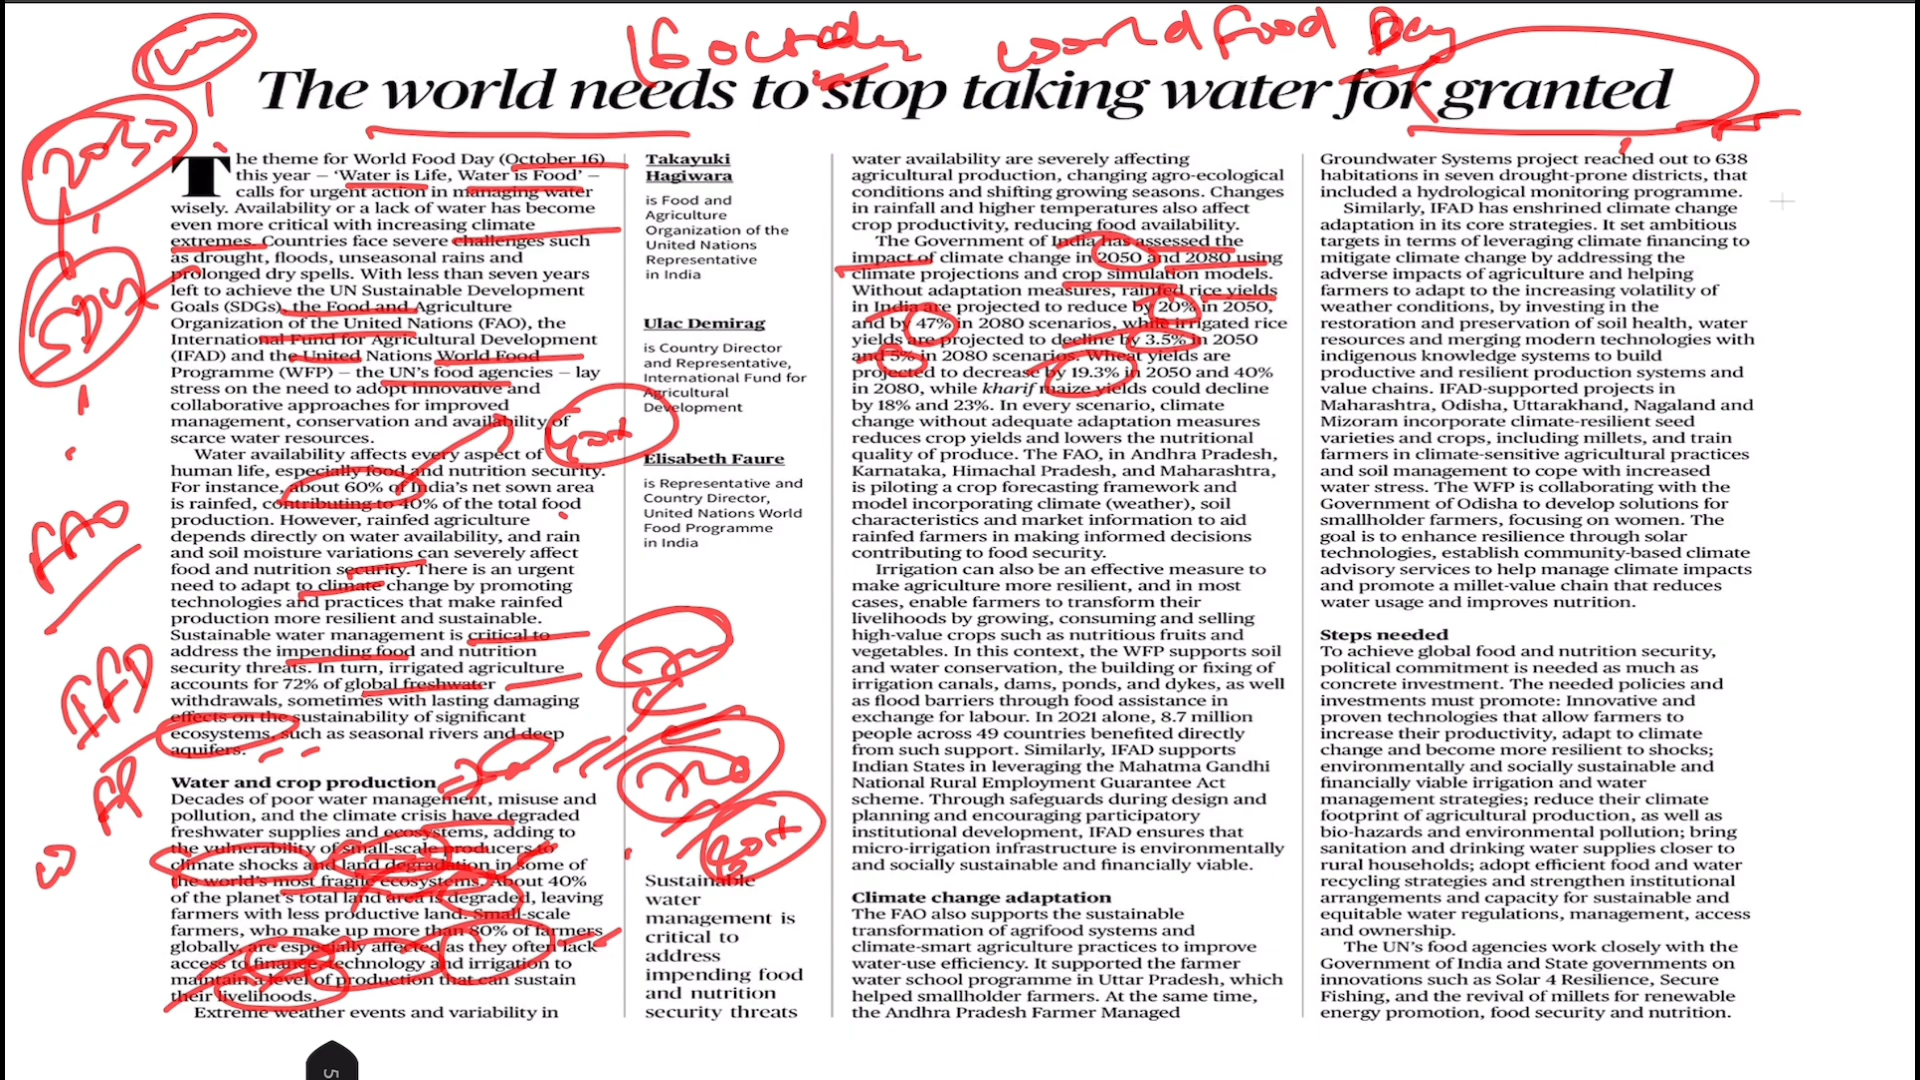 16 October World Food Day
The world needs to stop taking water for granted
2030
SDG
FAO
IFD
The theme for World Food Day (October 16)
this year — ‘Water is Life, Water is Food’ —
calls for urgent action in managing water
wisely. Availability or a lack of water has become
even more critical with increasing climate
extremes. Countries face severe challenges such
as drought, floods, unseasonal rains and
prolonged dry spells. With less than seven years
left to achieve the UN Sustainable Development
Goals (SDGs), the Food and Agriculture
Organization of the United Nations (FAO), the
International Fund for Agricultural Development
(IFAD) and the United Nations World Food
Programme (WFP) — the UN’s food agencies — lay
stress on the need to adopt innovative and
collaborative approaches for improved
management, conservation and availability of
scarce water resources.
Water availability affects every aspect of
human life, especially food and nutrition security.
For instance, about 60% of India’s net sown area
is rainfed, contributing to 40% of the total food
production. However, rainfed agriculture
depends directly on water availability, and rain
and soil moisture variations can severely affect
food and nutrition security. There is an urgent
need to adapt to climate change by promoting
technologies and practices that make rainfed
production more resilient and sustainable.
Sustainable water management is critical to
address the impending food and nutrition
security threats. In turn, irrigated agriculture
accounts for 72% of global freshwater
withdrawals, sometimes with lasting damaging
effects on the sustainability of significant
ecosystems, such as seasonal rivers and deep
aquifers.
Water and crop production
Decades of poor water management, misuse and
pollution, and the climate crisis have degraded
freshwater supplies and ecosystems, adding to
the vulnerability of small-scale producers to
climate shocks and land degradation in some of
the world’s most fragile ecosystems. About 40%
of the planet’s total land area is degraded, leaving
farmers with less productive land. Small-scale
farmers, who make up more than 80% of farmers
globally, are especially affected as they often lack
access to finance, technology and irrigation to
maintain a level of production that can sustain
their livelihoods.
Extreme weather events and variability in
Takayuki
Hagiwara
is Food and
Agriculture
Organization of the
United Nations
Representative
in India
Ulac Demirag
is Country Director
and Representative,
International Fund for
Agricultural
Development
Elisabeth Faure
is Representative and
Country Director,
United Nations World
Food Programme
in India
Sustainable
water
management is
critical to
address
impending food
and nutrition
security threats
water availability are severely affecting
agricultural production, changing agro-ecological
conditions and shifting growing seasons. Changes
in rainfall and higher temperatures also affect
crop productivity, reducing food availability.
The Government of India has assessed the
impact of climate change in 2050 and 2080 using
climate projections and crop simulation models.
Without adaptation measures, rainfed rice yields
in India are projected to reduce by 20% in 2050,
and by 47% in 2080 scenarios, while irrigated rice
yields are projected to decline by 3.5% in 2050
and 5% in 2080 scenarios. Wheat yields are
projected to decrease by 19.3% in 2050 and 40%
in 2080, while kharif maize yields could decline
by 18% and 23%. In every scenario, climate
change without adequate adaptation measures
reduces crop yields and lowers the nutritional
quality of produce. The FAO, in Andhra Pradesh,
Karnataka, Himachal Pradesh, and Maharashtra,
is piloting a crop forecasting framework and
model incorporating climate (weather), soil
characteristics and market information to aid
rainfed farmers in making informed decisions
contributing to food security.
Irrigation can also be an effective measure to
make agriculture more resilient, and in most
cases, enable farmers to transform their
livelihoods by growing, consuming and selling
high-value crops such as nutritious fruits and
vegetables. In this context, the WFP supports soil
and water conservation, the building or fixing of
irrigation canals, dams, ponds, and dykes, as well
as flood barriers through food assistance in
exchange for labour. In 2021 alone, 8.7 million
people across 49 countries benefited directly
from such support. Similarly, IFAD supports
Indian States in leveraging the Mahatma Gandhi
National Rural Employment Guarantee Act
scheme. Through safeguards during design and
planning and encouraging participatory
institutional development, IFAD ensures that
micro-irrigation infrastructure is environmentally
and socially sustainable and financially viable.
Climate change adaptation
The FAO also supports the sustainable
transformation of agrifood systems and
climate-smart agriculture practices to improve
water-use efficiency. It supported the farmer
water school programme in Uttar Pradesh, which
helped smallholder farmers. At the same time,
the Andhra Pradesh Farmer Managed
Groundwater Systems project reached out to 638
habitations in seven drought-prone districts, that
included a hydrological monitoring programme.
Similarly, IFAD has enshrined climate change
adaptation in its core strategies. It set ambitious
targets in terms of leveraging climate financing to
mitigate climate change by addressing the
adverse impacts of agriculture and helping
farmers to adapt to the increasing volatility of
weather conditions, by investing in the
restoration and preservation of soil health, water
resources and merging modern technologies with
indigenous knowledge systems to build
productive and resilient production systems and
value chains. IFAD-supported projects in
Maharashtra, Odisha, Uttarakhand, Nagaland and
Mizoram incorporate climate-resilient seed
varieties and crops, including millets, and train
farmers in climate-sensitive agricultural practices
and soil management to cope with increased
water stress. The WFP is collaborating with the
Government of Odisha to develop solutions for
smallholder farmers, focusing on women. The
goal is to enhance resilience through solar
technologies, establish community-based climate
advisory services to help manage climate impacts
and promote a millet-value chain that reduces
water usage and improves nutrition.
Steps needed
To achieve global food and nutrition security,
political commitment is needed as much as
concrete investment. The needed policies and
investments must promote: Innovative and
proven technologies that allow farmers to
increase their productivity, adapt to climate
change and become more resilient to shocks;
environmentally and socially sustainable and
financially viable irrigation and water
management strategies; reduce their climate
footprint of agricultural production, as well as
bio-hazards and environmental pollution; bring
sanitation and drinking water supplies closer to
rural households; adopt efficient food and water
recycling strategies and strengthen institutional
arrangements and capacity for sustainable and
equitable water regulations, management, access
and ownership.
The UN’s food agencies work closely with the
Government of India and State governments on
innovations such as Solar 4 Resilience, Secure
Fishing, and the revival of millets for renewable
energy promotion, food security and nutrition.
5